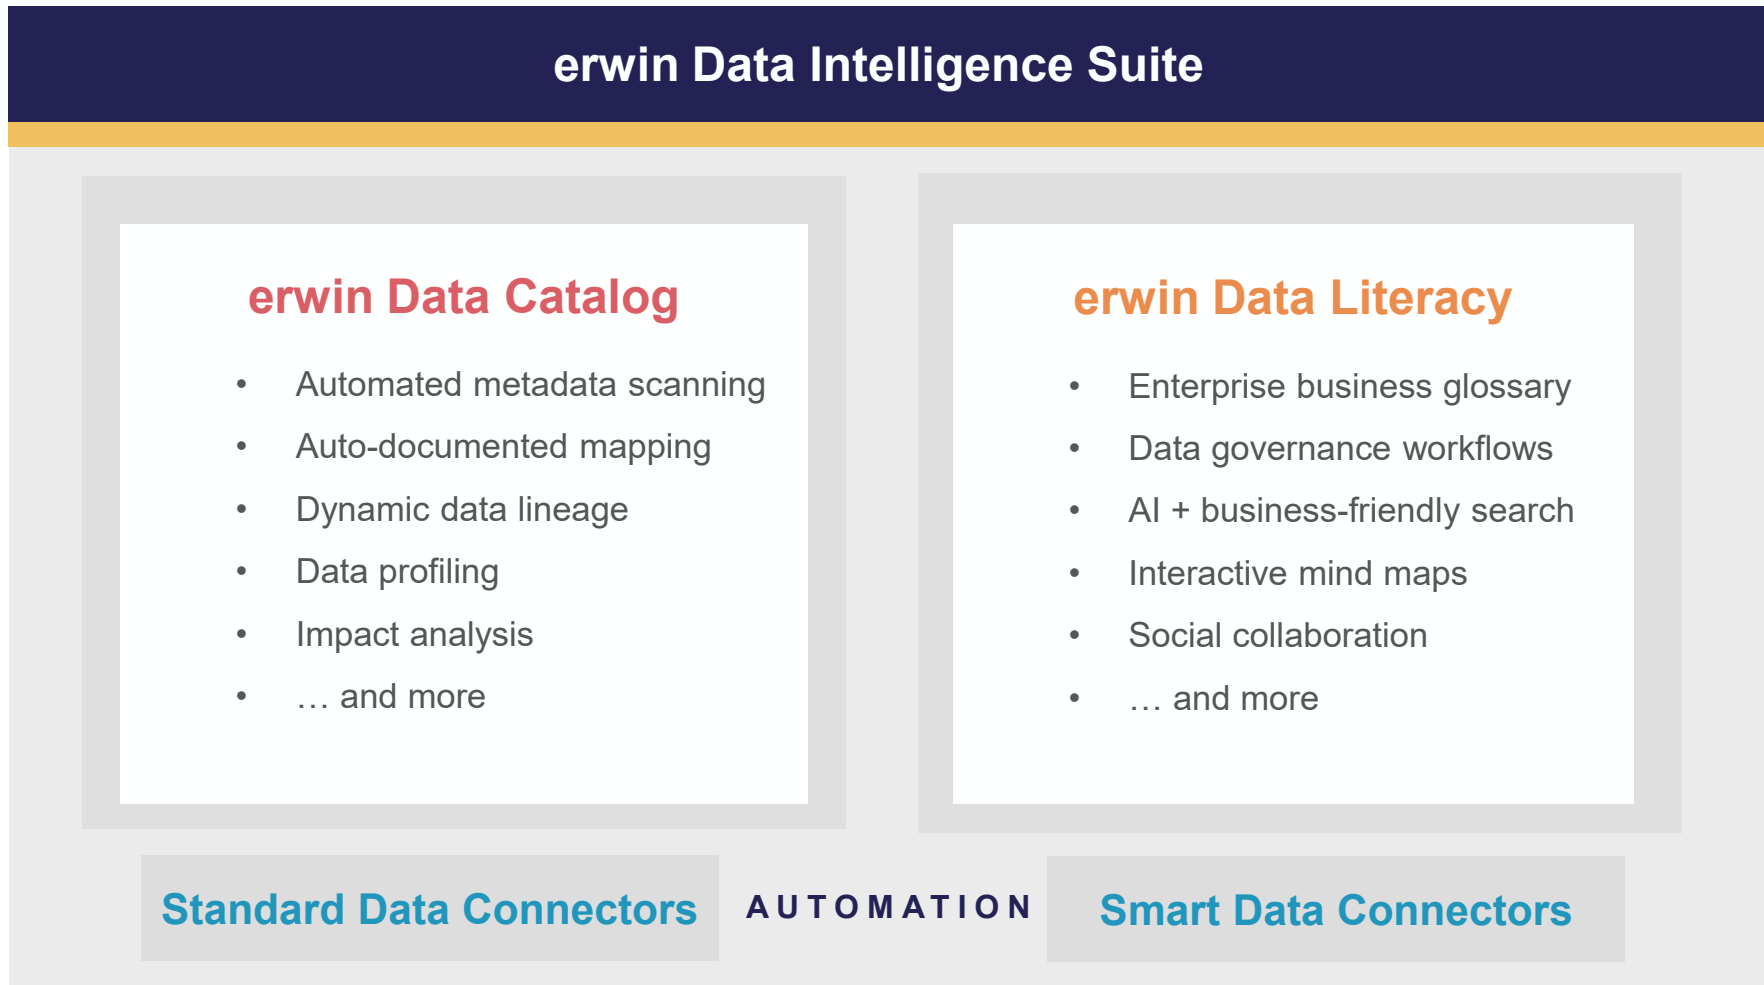 erwin Data Intelligence Suite
erwin Data Catalog
• Automated metadata scanning
• Auto-documented mapping
• Dynamic data lineage
• Data profiling
• Impact analysis
• … and more
erwin Data Literacy
• Enterprise business glossary
• Data governance workflows
• AI + business-friendly search
• Interactive mind maps
• Social collaboration
• … and more
Standard Data Connectors
AUTOMATION
Smart Data Connectors